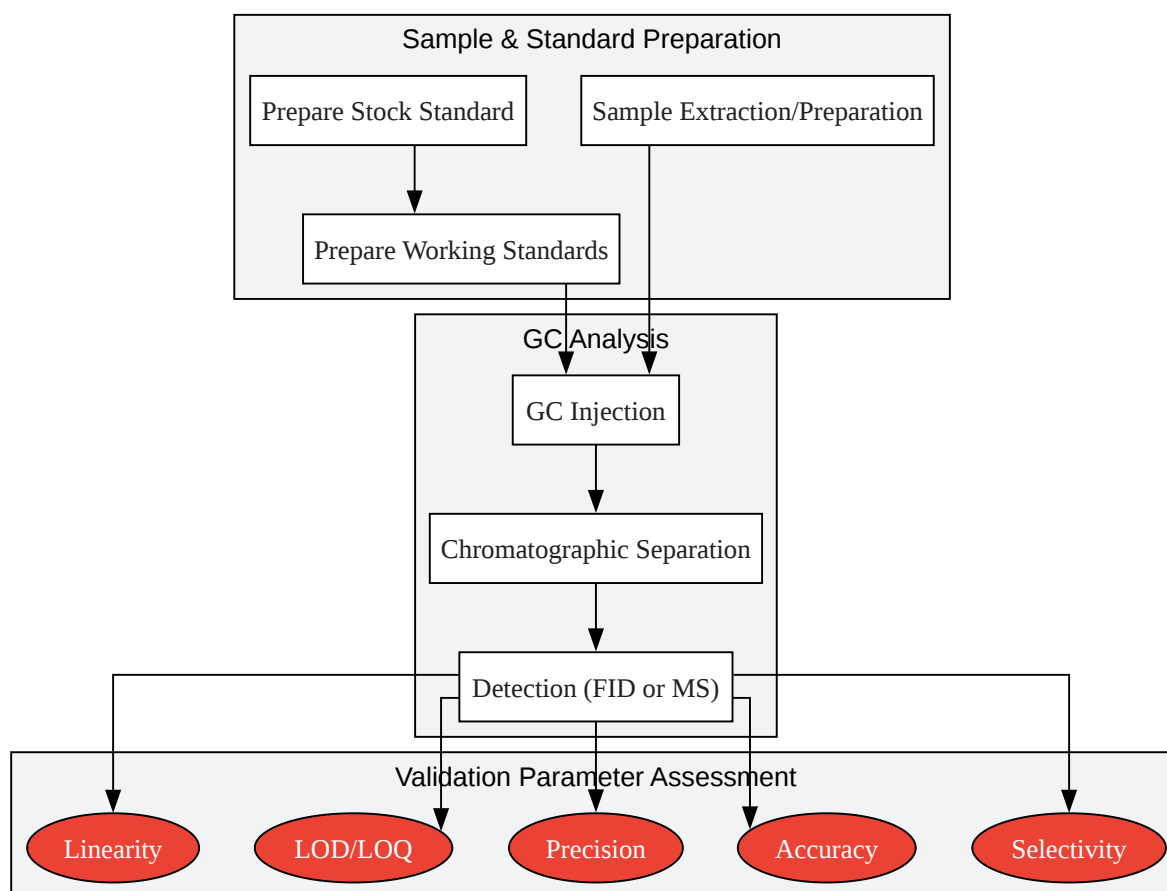 Sample & Standard Preparation
Prepare Stock Standard
Sample Extraction/Preparation
Prepare Working Standards
GC Analysis
GC Injection
Chromatographic Separation
Detection (FID or MS)
Validation Parameter Assessment
Linearity
LOD/LOQ
Precision
Accuracy
Selectivity